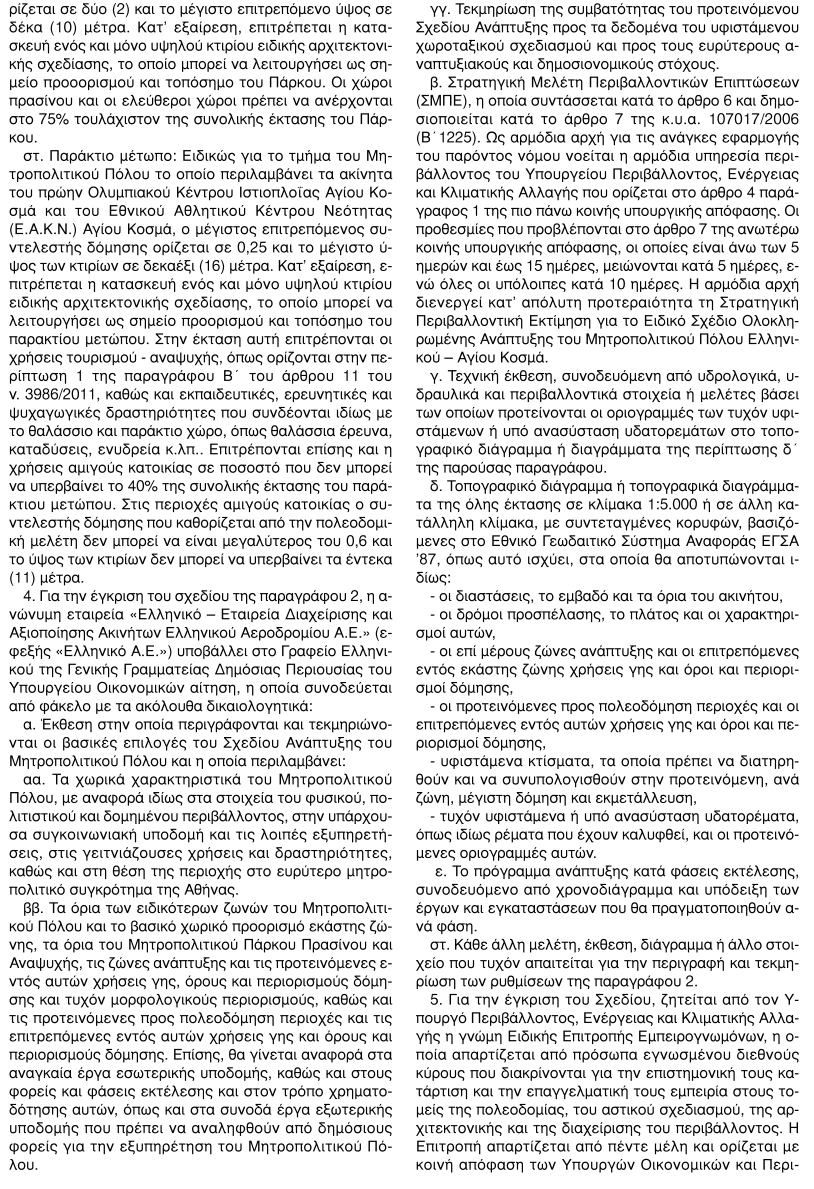 ρίζεται σε δύο (2) και το μέγιστο επιτρεπόμενο ύψος σε
δέκα (10) μέτρα. Κατ’ εξαίρεση, επιτρέπεται η κατα-
σκευή ενός και μόνο υψηλού κτιρίου ειδικής αρχιτεκτονι-
κής σχεδίασης, το οποίο μπορεί να λειτουργήσει ως ση-
μείο προορισμού και τοπόσημο του Πάρκου. Οι χώροι
πρασίνου και οι ελεύθεροι χώροι πρέπει να ανέρχονται
στο 75% τουλάχιστον της συνολικής έκτασης του Πάρ-
κου.
στ. Παράκτιο μέτωπο: Ειδικώς για το τμήμα του Μη-
τροπολιτικού Πόλου το οποίο περιλαμβάνει τα ακίνητα
του πρώην Ολυμπιακού Κέντρου Ιστιοπλοΐας Αγίου Κο-
σμά και του Εθνικού Αθλητικού Κέντρου Νεότητας
(Ε.Α.Κ.Ν.) Αγίου Κοσμά, ο μέγιστος επιτρεπόμενος συ-
ντελεστής δόμησης ορίζεται σε 0,25 και το μέγιστο ύ-
ψος των κτιρίων σε δεκαέξι (16) μέτρα. Κατ’ εξαίρεση, ε-
πιτρέπεται η κατασκευή ενός και μόνο υψηλού κτιρίου
ειδικής αρχιτεκτονικής σχεδίασης, το οποίο μπορεί να
λειτουργήσει ως σημείο προορισμού και τοπόσημο του
παρακτίου μετώπου. Στην έκταση αυτή επιτρέπονται οι
χρήσεις τουρισμού - αναψυχής, όπως ορίζονται στην πε-
ρίπτωση 1 της παραγράφου Β΄ του άρθρου 11 του
ν. 3986/2011, καθώς και εκπαιδευτικές, ερευνητικές και
ψυχαγωγικές δραστηριότητες που συνδέονται ιδίως με
το θαλάσσιο και παράκτιο χώρο, όπως θαλάσσια έρευνα,
καταδύσεις, ενυδρεία κ.λπ.. Επιτρέπονται επίσης και η
χρήσεις αμιγούς κατοικίας σε ποσοστό που δεν μπορεί
να υπερβαίνει το 40% της συνολικής έκτασης του παρά-
κτιου μετώπου. Στις περιοχές αμιγούς κατοικίας ο συ-
ντελεστής δόμησης που καθορίζεται από την πολεοδομι-
κή μελέτη δεν μπορεί να είναι μεγαλύτερος του 0,6 και
το ύψος των κτιρίων δεν μπορεί να υπερβαίνει τα έντεκα
(11) μέτρα.
4. Για την έγκριση του σχεδίου της παραγράφου 2, η α-
νώνυμη εταιρεία «Ελληνικό – Εταιρεία Διαχείρισης και
Αξιοποίησης Ακινήτων Ελληνικού Αεροδρομίου Α.Ε.» (ε-
φεξής «Ελληνικό Α.Ε.») υποβάλλει στο Γραφείο Ελληνι-
κού της Γενικής Γραμματείας Δημόσιας Περιουσίας του
Υπουργείου Οικονομικών αίτηση, η οποία συνοδεύεται
από φάκελο με τα ακόλουθα δικαιολογητικά:
α. Έκθεση στην οποία περιγράφονται και τεκμηριώνο-
νται οι βασικές επιλογές του Σχεδίου Ανάπτυξης του
Μητροπολιτικού Πόλου και η οποία περιλαμβάνει:
αα. Τα χωρικά χαρακτηριστικά του Μητροπολιτικού
Πόλου, με αναφορά ιδίως στα στοιχεία του φυσικού, πο-
λιτιστικού και δομημένου περιβάλλοντος, στην υπάρχου-
σα συγκοινωνιακή υποδομή και τις λοιπές εξυπηρετή-
σεις, στις γειτνιάζουσες χρήσεις και δραστηριότητες,
καθώς και στη θέση της περιοχής στο ευρύτερο μητρο-
πολιτικό συγκρότημα της Αθήνας.
ββ. Τα όρια των ειδικότερων ζωνών του Μητροπολιτι-
κού Πόλου και το βασικό χωρικό προορισμό εκάστης ζώ-
νης, τα όρια του Μητροπολιτικού Πάρκου Πρασίνου και
Αναψυχής, τις ζώνες ανάπτυξης και τις προτεινόμενες ε-
ντός αυτών χρήσεις γης, όρους και περιορισμούς δόμη-
σης και τυχόν μορφολογικούς περιορισμούς, καθώς και
τις προτεινόμενες προς πολεοδόμηση περιοχές και τις
επιτρεπόμενες εντός αυτών χρήσεις γης και όρους και
περιορισμούς δόμησης. Επίσης, θα γίνεται αναφορά στα
αναγκαία έργα εσωτερικής υποδομής, καθώς και στους
φορείς και φάσεις εκτέλεσης και στον τρόπο χρηματο-
δότησης αυτών, όπως και στα συνοδά έργα εξωτερικής
υποδομής που πρέπει να αναληφθούν από δημόσιους
φορείς για την εξυπηρέτηση του Μητροπολιτικού Πό-
λου.
γγ. Τεκμηρίωση της συμβατότητας του προτεινόμενου
Σχεδίου Ανάπτυξης προς τα δεδομένα του υφιστάμενου
χωροταξικού σχεδιασμού και προς τους ευρύτερους α-
ναπτυξιακούς και δημοσιονομικούς στόχους.
β. Στρατηγική Μελέτη Περιβαλλοντικών Επιπτώσεων
(ΣΜΠΕ), η οποία συντάσσεται κατά το άρθρο 6 και δημο-
σιοποιείται κατά το άρθρο 7 της κ.υ.α. 107017/2006
(Β΄1225). Ως αρμόδια αρχή για τις ανάγκες εφαρμογής
του παρόντος νόμου νοείται η αρμόδια υπηρεσία περι-
βάλλοντος του Υπουργείου Περιβάλλοντος, Ενέργειας
και Κλιματικής Αλλαγής που ορίζεται στο άρθρο 4 παρά-
γραφος 1 της πιο πάνω κοινής υπουργικής απόφασης. Οι
προθεσμίες που προβλέπονται στο άρθρο 7 της ανωτέρω
κοινής υπουργικής απόφασης, οι οποίες είναι άνω των 5
ημερών και έως 15 ημέρες, μειώνονται κατά 5 ημέρες, ε-
νώ όλες οι υπόλοιπες κατά 10 ημέρες. Η αρμόδια αρχή
διενεργεί κατ’ απόλυτη προτεραιότητα τη Στρατηγική
Περιβαλλοντική Εκτίμηση για το Ειδικό Σχέδιο Ολοκλη-
ρωμένης Ανάπτυξης του Μητροπολιτικού Πόλου Ελληνι-
κού – Αγίου Κοσμά.
γ. Τεχνική έκθεση, συνοδευόμενη από υδρολογικά, υ-
δραυλικά και περιβαλλοντικά στοιχεία ή μελέτες βάσει
των οποίων προτείνονται οι οριογραμμές των τυχόν υφι-
στάμενων ή υπό ανασύσταση υδατορεμάτων στο τοπο-
γραφικό διάγραμμα ή διαγράμματα της περίπτωσης δ΄
της παρούσας παραγράφου.
δ. Τοπογραφικό διάγραμμα ή τοπογραφικά διαγράμμα-
τα της όλης έκτασης σε κλίμακα 1:5.000 ή σε άλλη κα-
τάλληλη κλίμακα, με συντεταγμένες κορυφών, βασιζό-
μενες στο Εθνικό Γεωδαιτικό Σύστημα Αναφοράς ΕΓΣΑ
’87, όπως αυτό ισχύει, στα οποία θα αποτυπώνονται ι-
δίως:
- οι διαστάσεις, το εμβαδό και τα όρια του ακινήτου,
- οι δρόμοι προσπέλασης, το πλάτος και οι χαρακτηρι-
σμοί αυτών,
- οι επί μέρους ζώνες ανάπτυξης και οι επιτρεπόμενες
εντός εκάστης ζώνης χρήσεις γης και όροι και περιορι-
σμοί δόμησης,
- οι προτεινόμενες προς πολεοδόμηση περιοχές και οι
επιτρεπόμενες εντός αυτών χρήσεις γης και όροι και πε-
ριορισμοί δόμησης,
- υφιστάμενα κτίσματα, τα οποία πρέπει να διατηρη-
θούν και να συνυπολογισθούν στην προτεινόμενη, ανά
ζώνη, μέγιστη δόμηση και εκμετάλλευση,
- τυχόν υφιστάμενα ή υπό ανασύσταση υδατορέματα,
όπως ιδίως ρέματα που έχουν καλυφθεί, και οι προτεινό-
μενες οριογραμμές αυτών.
ε. Το πρόγραμμα ανάπτυξης κατά φάσεις εκτέλεσης,
συνοδευόμενο από χρονοδιάγραμμα και υπόδειξη των
έργων και εγκαταστάσεων που θα πραγματοποιηθούν α-
νά φάση.
στ. Κάθε άλλη μελέτη, έκθεση, διάγραμμα ή άλλο στοι-
χείο που τυχόν απαιτείται για την περιγραφή και τεκμη-
ρίωση των ρυθμίσεων της παραγράφου 2.
5. Για την έγκριση του Σχεδίου, ζητείται από τον Υ-
πουργό Περιβάλλοντος, Ενέργειας και Κλιματικής Αλλα-
γής η γνώμη Ειδικής Επιτροπής Εμπειρογνωμόνων, η ο-
ποία απαρτίζεται από πρόσωπα εγνωσμένου διεθνούς
κύρους που διακρίνονται για την επιστημονική τους κα-
τάρτιση και την επαγγελματική τους εμπειρία στους το-
μείς της πολεοδομίας, του αστικού σχεδιασμού, της αρ-
χιτεκτονικής και της διαχείρισης του περιβάλλοντος. Η
Επιτροπή απαρτίζεται από πέντε μέλη και ορίζεται με
κοινή απόφαση των Υπουργών Οικονομικών και Περι-